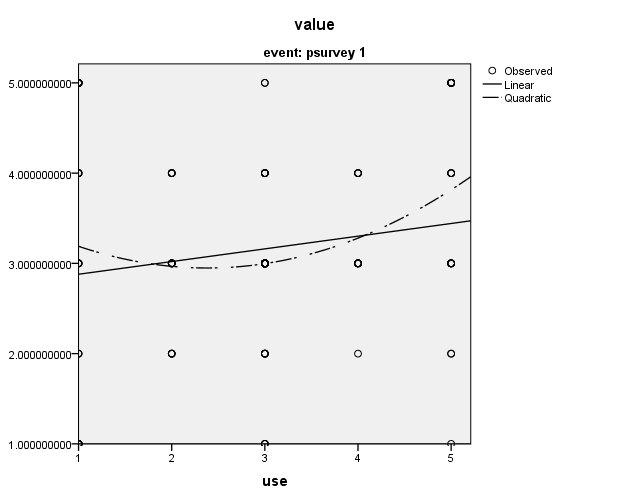 value
event: psurvey 1
5.000000000
4.000000000
3.000000000
2.000000000
1.000000000
1 2 3 4 5
use
Observed
Linear
Quadratic